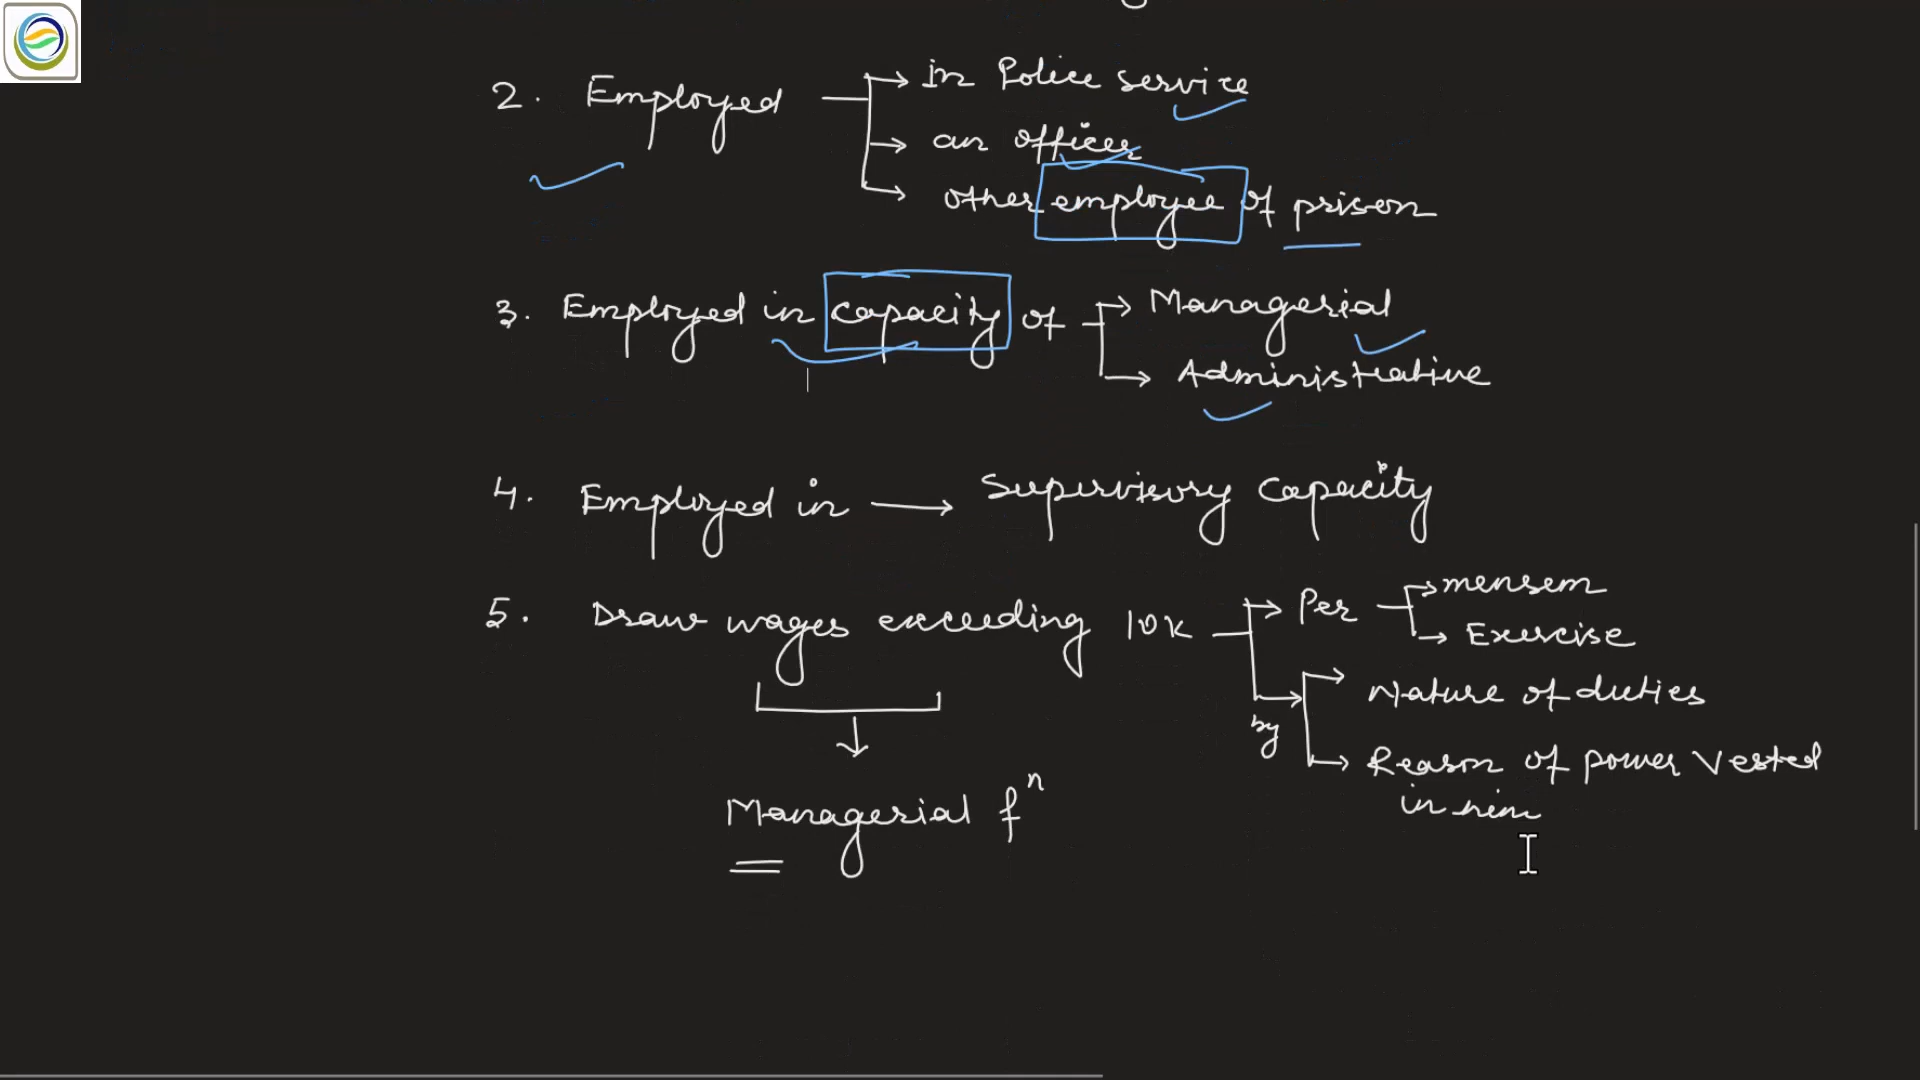 2. Employed → in Police service
→ an officer
→ other employee of prison
3. Employed in capacity of → Managerial
→ Administrative
4. Employed in → Supervisory Capacity
5. Draw wages exceeding 10K → Per → mensem
→ Exercise
by → Nature of duties
→ Reason of power vested
in him
↓
Managerial fⁿ